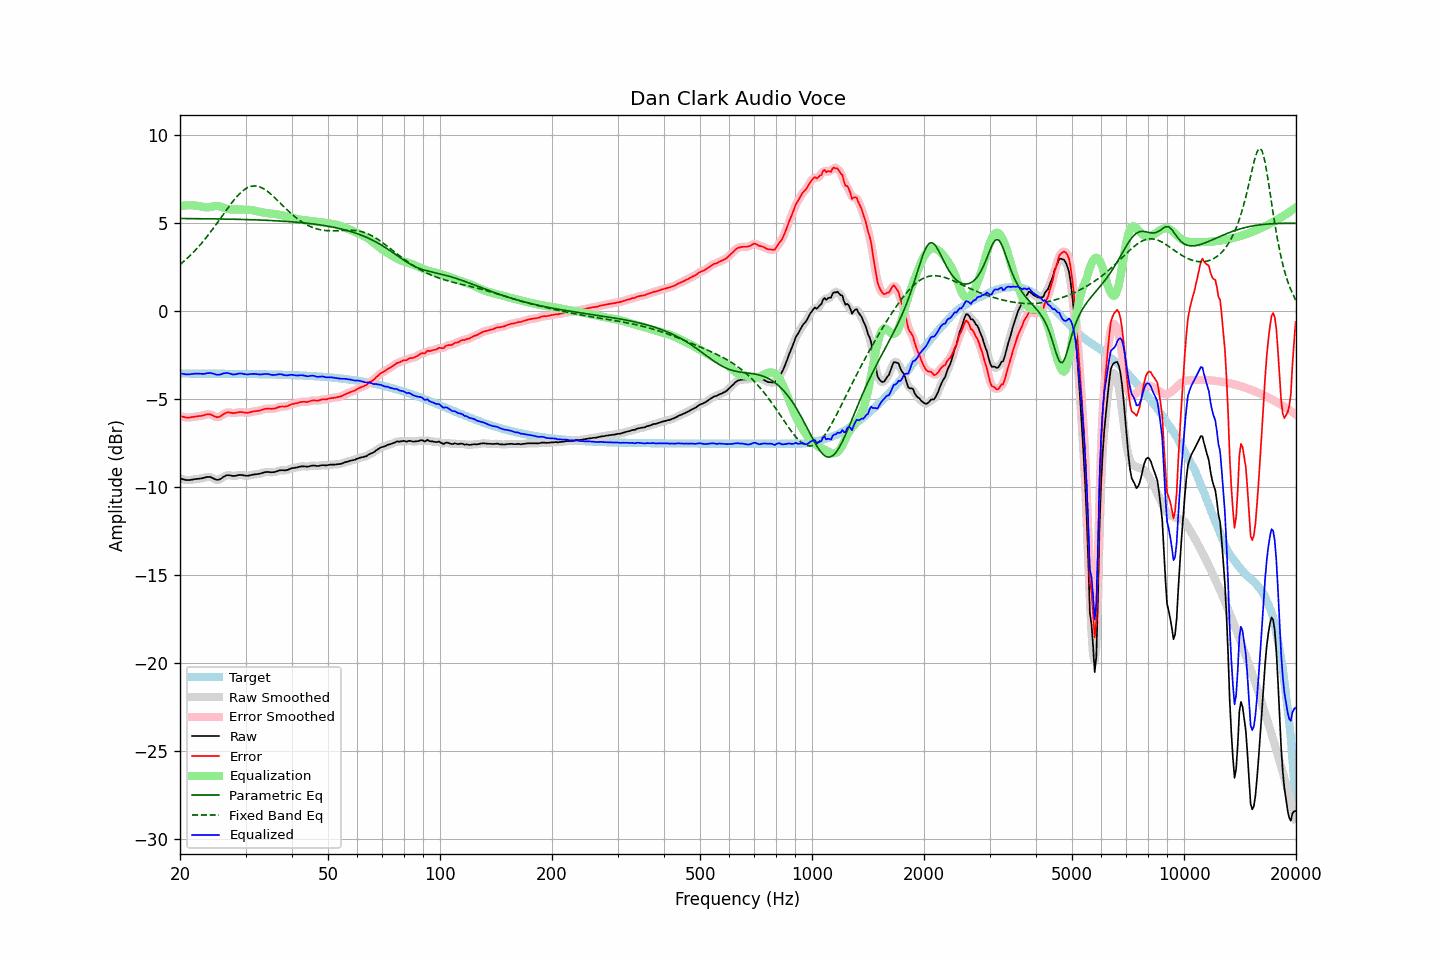 Dan Clark Audio Voce
10
5
0
−5
−10
−15
−20
−25
−30
Amplitude (dBr)
Target
Raw Smoothed
Error Smoothed
Raw
Error
Equalization
Parametric Eq
Fixed Band Eq
Equalized
20 50 100 200 500 1000 2000 5000 10000 20000
Frequency (Hz)